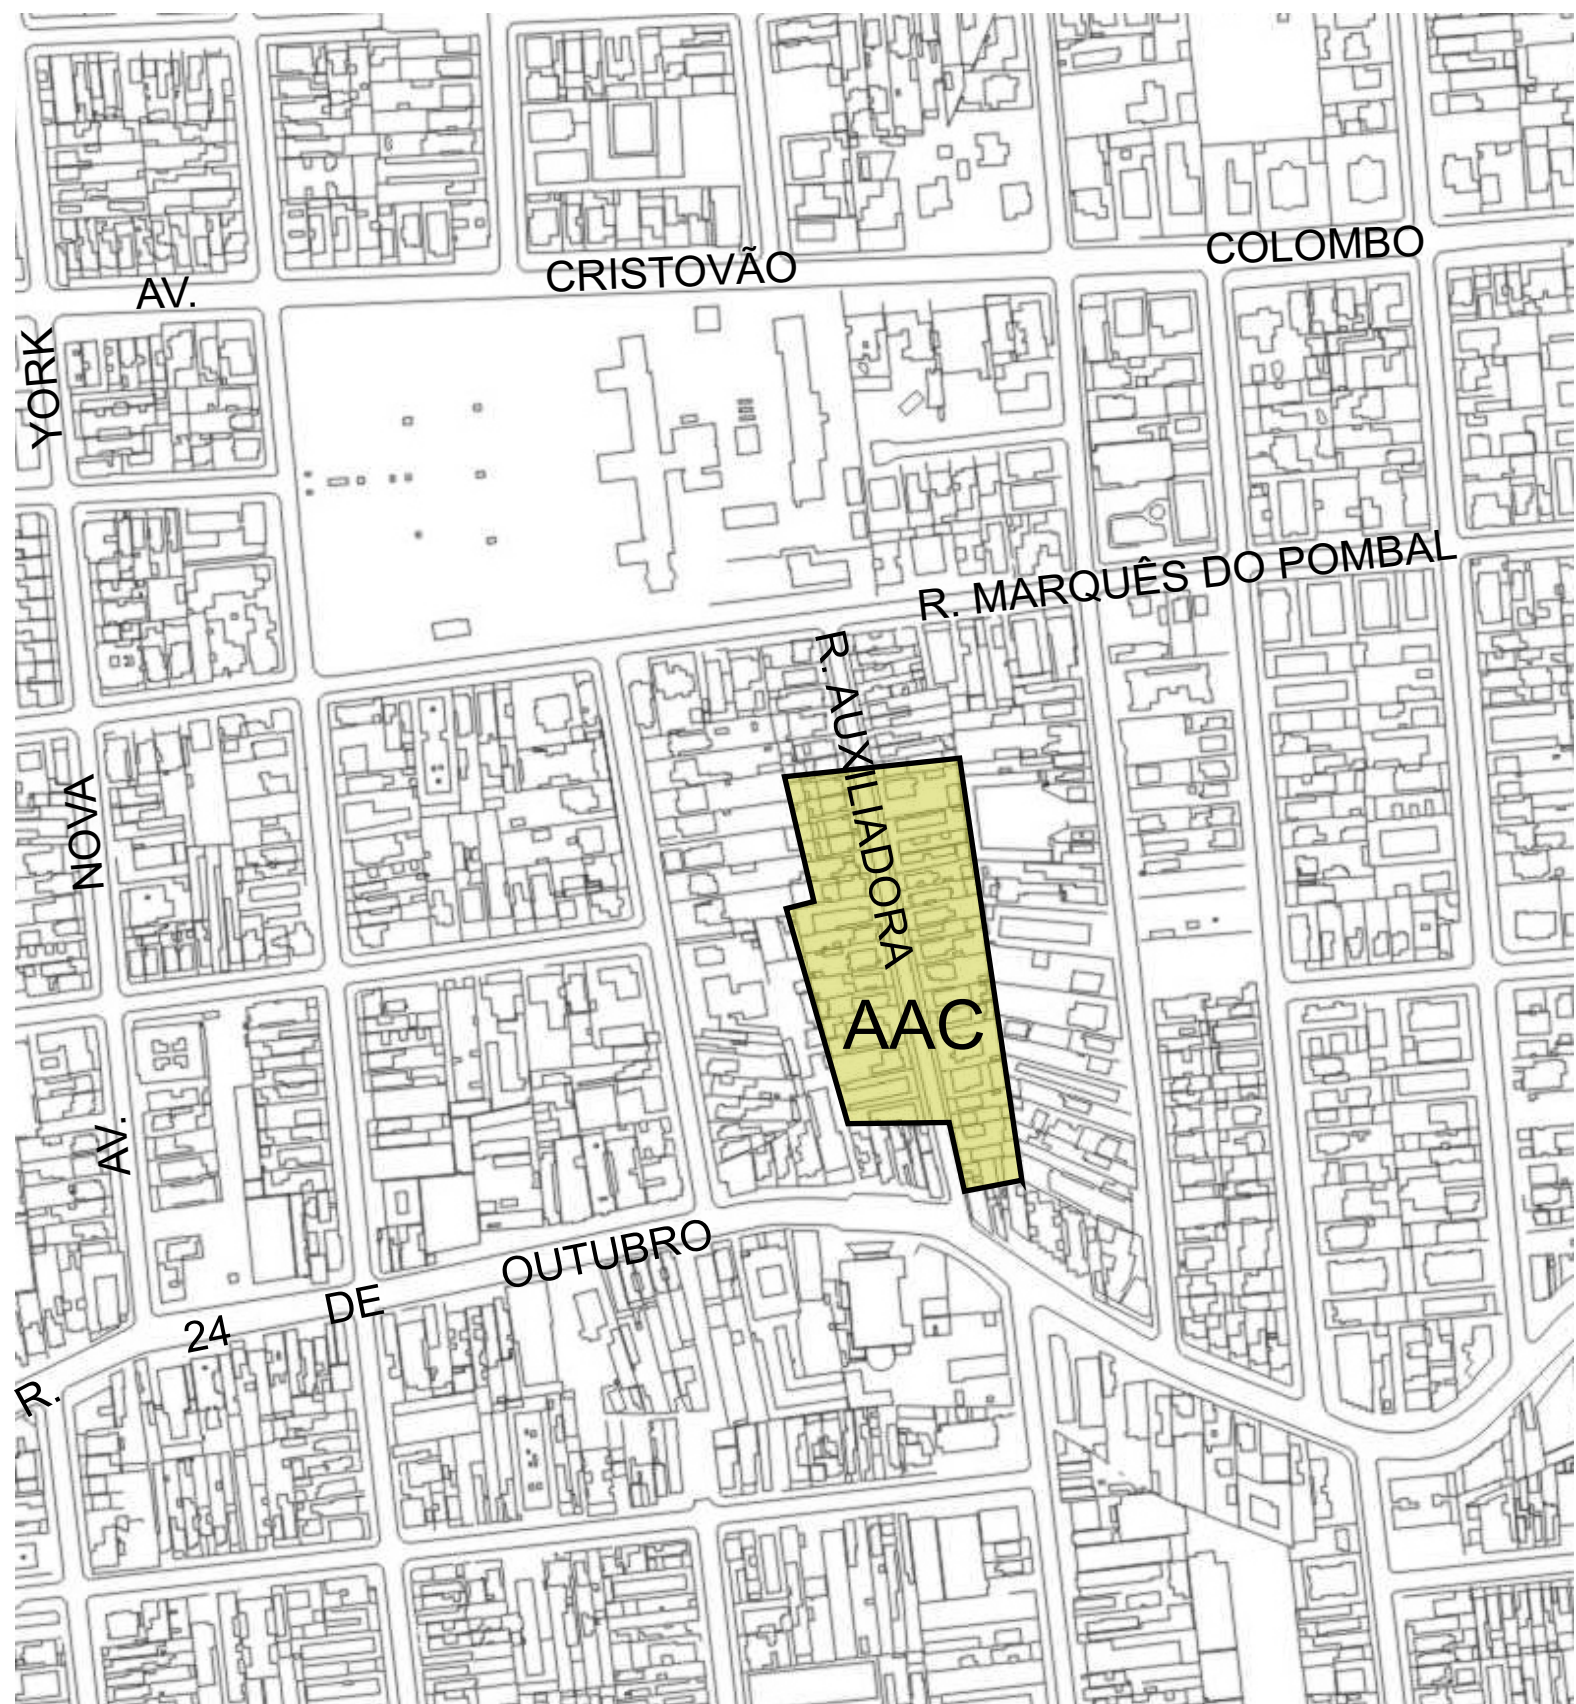 AV. CRISTOVÃO COLOMBO
AV. NOVA YORK
R. MARQUÊS DO POMBAL
R. AUXILIADORA
AAC
R. 24 DE OUTUBRO